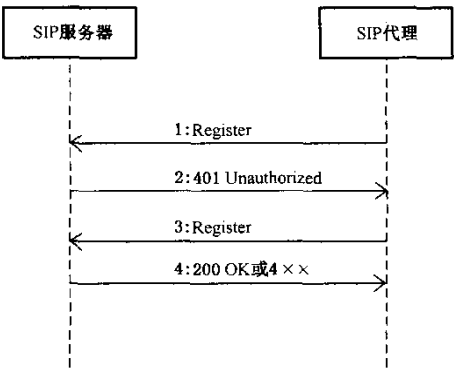 SIP服务器
SIP代理
1:Register
2:401 Unauthorized
3:Register
4:200 OK或4××